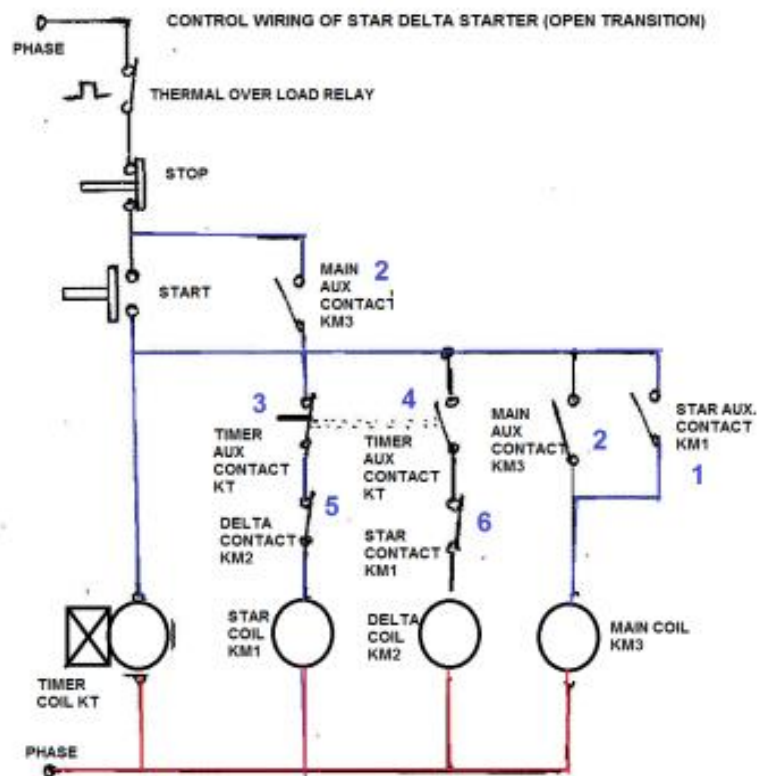 CONTROL WIRING OF STAR DELTA STARTER (OPEN TRANSITION)
PHASE
THERMAL OVER LOAD RELAY
STOP
START
MAIN
AUX
CONTACT
KM3
2
3
TIMER
AUX
CONTACT
KT
4
TIMER
AUX
CONTACT
KT
MAIN
AUX
CONTACT
KM3
2
STAR AUX.
CONTACT
KM1
1
DELTA
CONTACT
KM2
5
STAR
CONTACT
KM1
6
TIMER
COIL KT
STAR
COIL
KM1
DELTA
COIL
KM2
MAIN COIL
KM3
PHASE